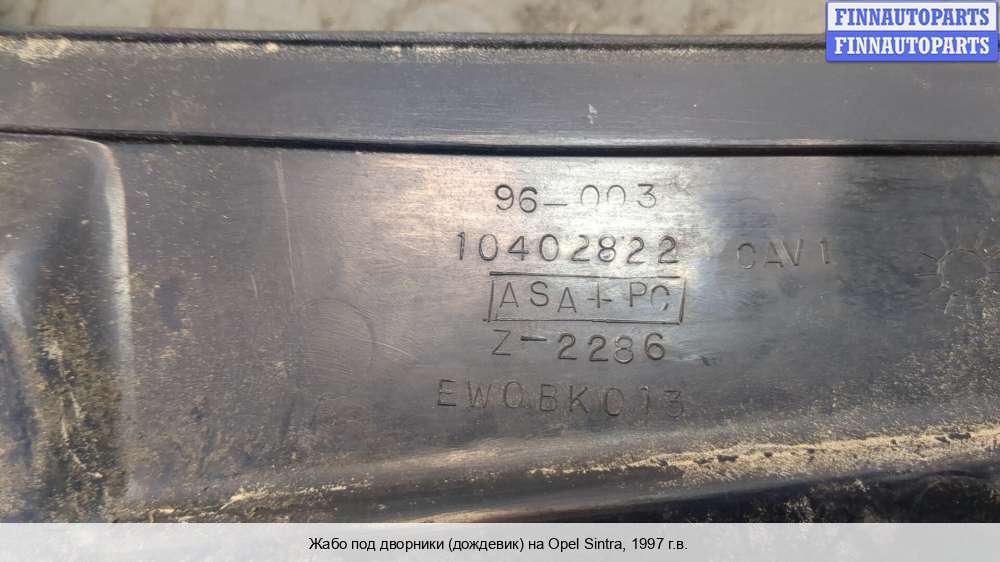 FINNAUTOPARTS
FINNAUTOPARTS
96-003
10402822 CAV1
ASA+PC
Z-2286
EW0BK013
Жабо под дворники (дождевик) на Opel Sintra, 1997 г.в.